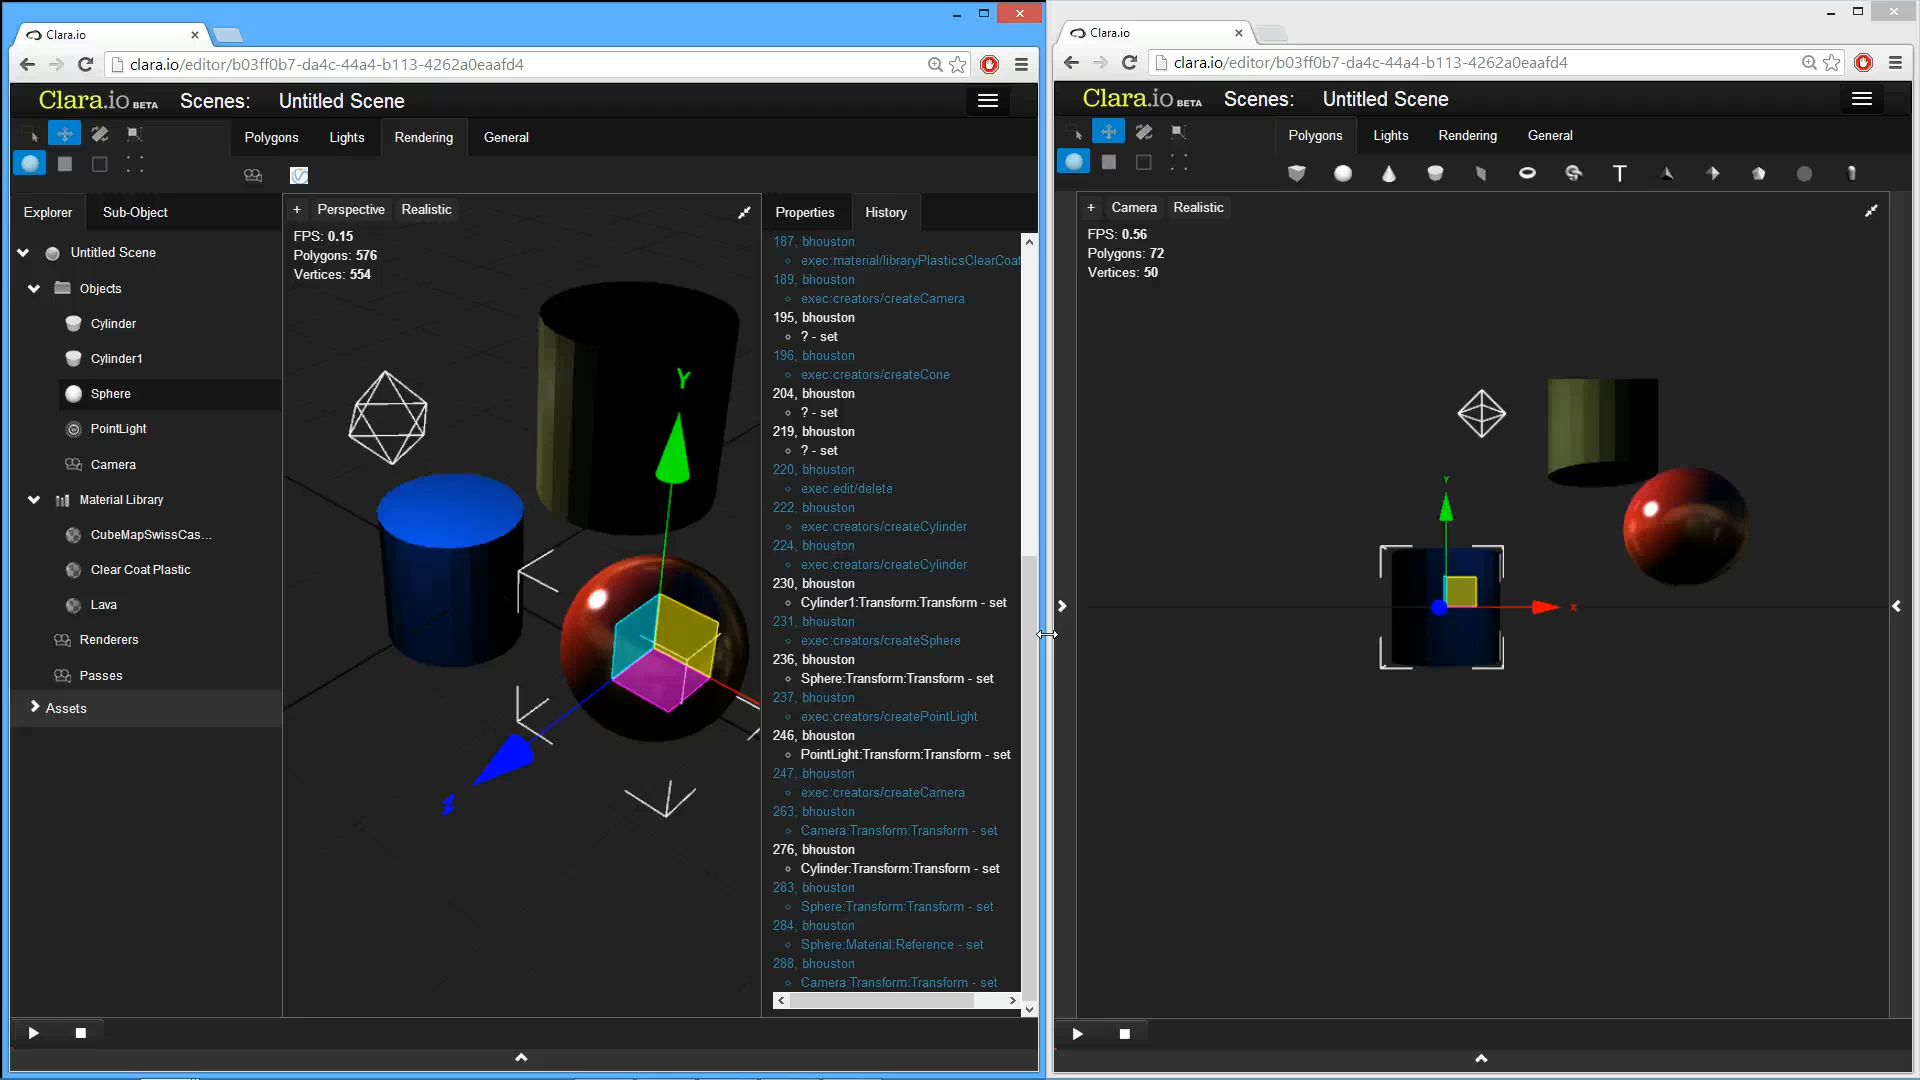 Clara.io
clara.io/editor/b03ff0b7-da4c-44a4-b113-4262a0eaafd4
Clara.io BETA Scenes: Untitled Scene
Polygons Lights Rendering General
Explorer Sub-Object
Untitled Scene
Objects
Cylinder
Cylinder1
Sphere
PointLight
Camera
Material Library
CubeMapSwissCas...
Clear Coat Plastic
Lava
Renderers
Passes
Assets
+ Perspective Realistic
FPS: 0.15
Polygons: 576
Vertices: 554
Y
Z
Properties History
187, bhouston
exec:material/libraryPlasticsClearCoat
189, bhouston
exec:creators/createCamera
195, bhouston
? - set
196, bhouston
exec:creators/createCone
204, bhouston
? - set
219, bhouston
? - set
220, bhouston
exec:edit/delete
222, bhouston
exec:creators/createCylinder
224, bhouston
exec:creators/createCylinder
230, bhouston
Cylinder1:Transform:Transform - set
231, bhouston
exec:creators/createSphere
236, bhouston
Sphere:Transform:Transform - set
237, bhouston
exec:creators/createPointLight
246, bhouston
PointLight:Transform:Transform - set
247, bhouston
exec:creators/createCamera
263, bhouston
Camera:Transform:Transform - set
276, bhouston
Cylinder:Transform:Transform - set
283, bhouston
Sphere:Transform:Transform - set
284, bhouston
Sphere:Material:Reference - set
288, bhouston
Camera:Transform:Transform - set
Clara.io
clara.io/editor/b03ff0b7-da4c-44a4-b113-4262a0eaafd4
Clara.io BETA Scenes: Untitled Scene
Polygons Lights Rendering General
T
+ Camera Realistic
FPS: 0.56
Polygons: 72
Vertices: 50
Y
X